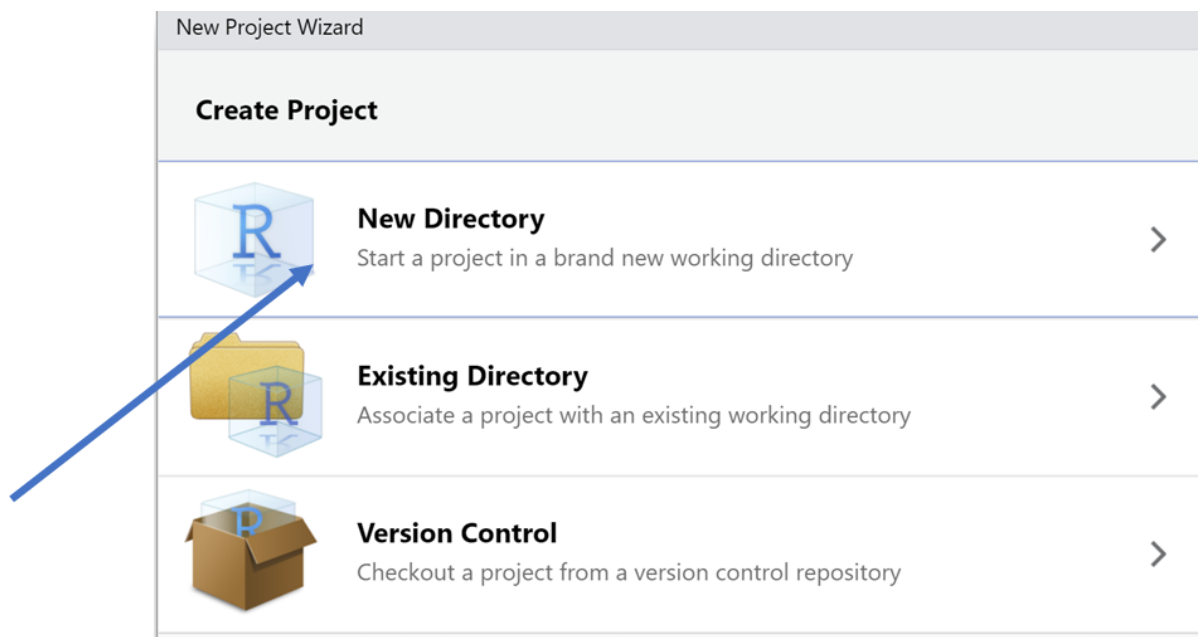 New Project Wizard
Create Project
R
New Directory
Start a project in a brand new working directory
R
Existing Directory
Associate a project with an existing working directory
R
Version Control
Checkout a project from a version control repository